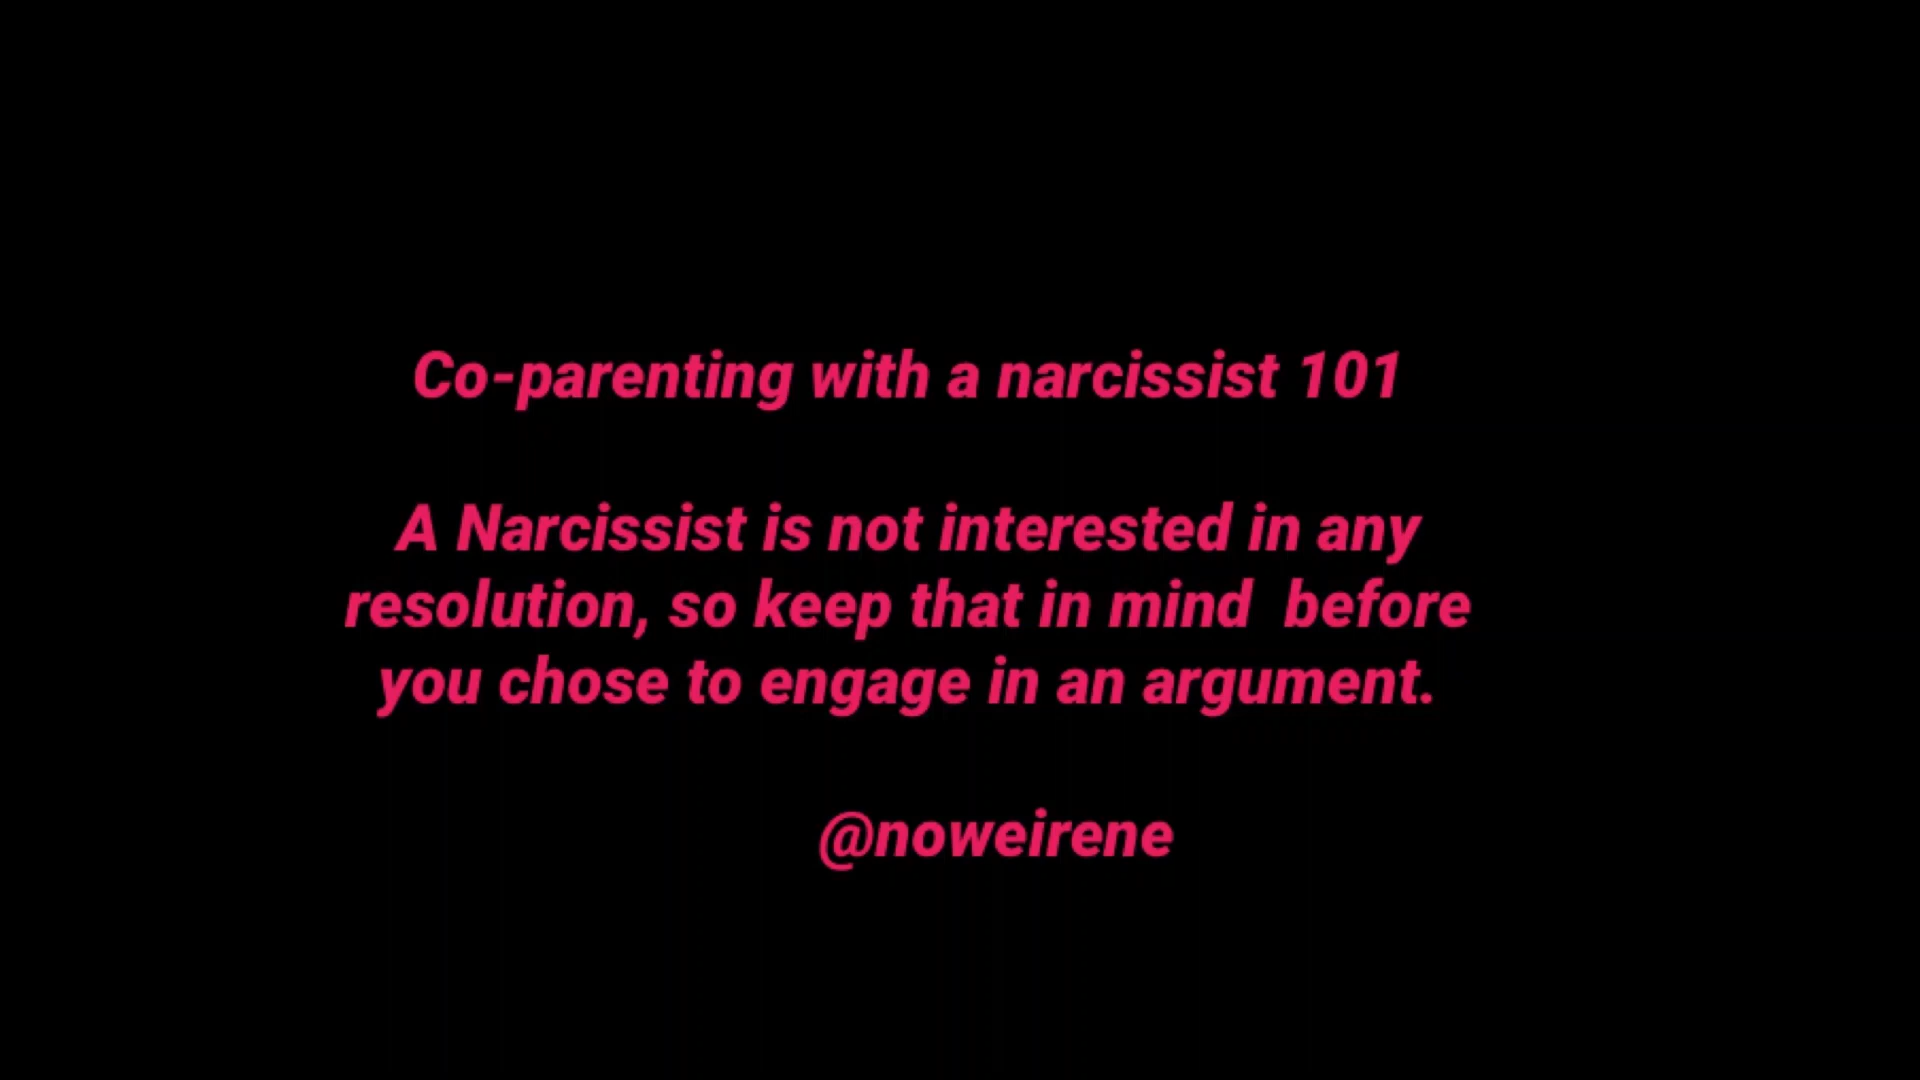 Co-parenting with a narcissist 101
A Narcissist is not interested in any
resolution, so keep that in mind  before
you chose to engage in an argument.
@noweirene